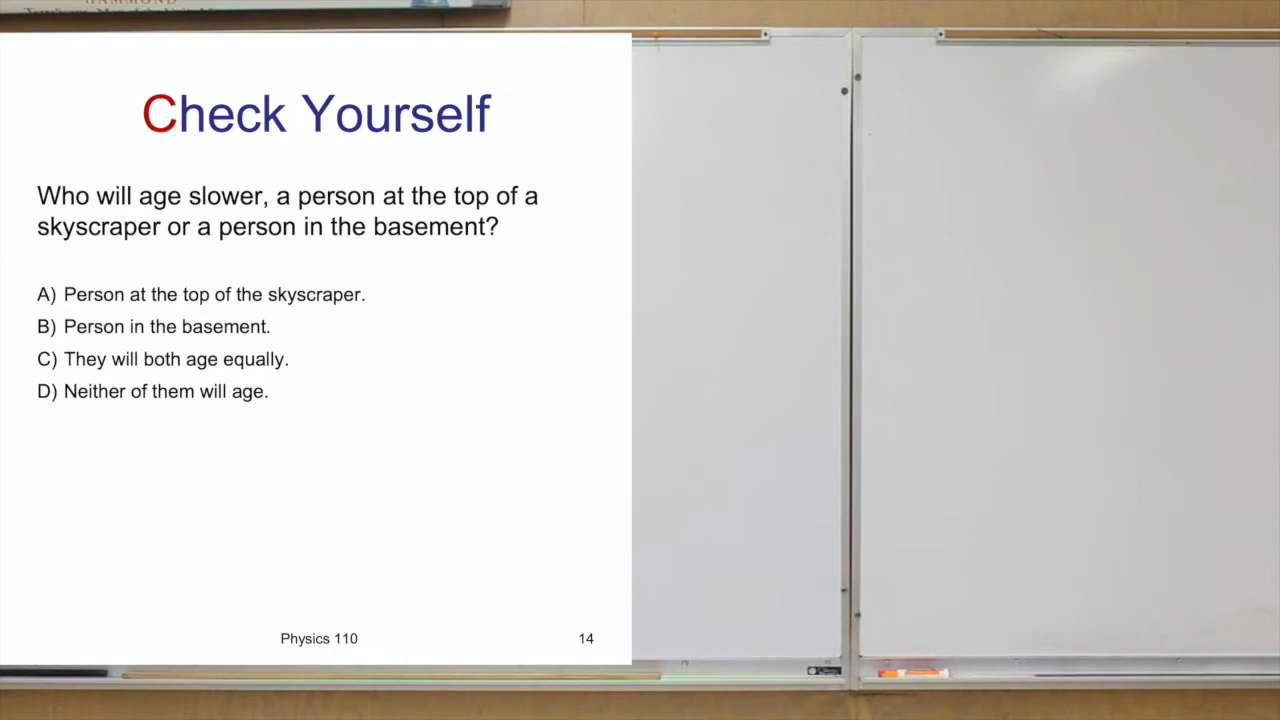 HAMMOND
Check Yourself
Who will age slower, a person at the top of a
skyscraper or a person in the basement?
A) Person at the top of the skyscraper.
B) Person in the basement.
C) They will both age equally.
D) Neither of them will age.
Physics 110
14